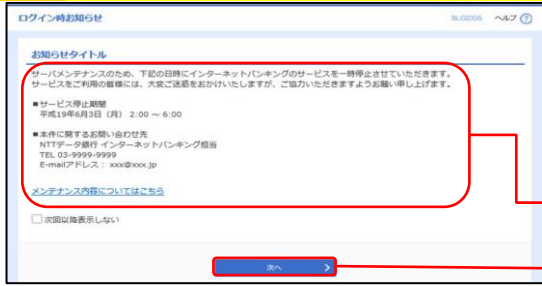 ログイン時お知らせ
BLGI006 ヘルプ ?
お知らせタイトル
サーバメンテナンスのため、下記の日時にインターネットバンキングのサービスを一時停止させていただきます。
サービスをご利用の皆様には、大変ご迷惑をおかけいたしますが、ご協力いただきますようお願い申し上げます。
■サービス停止期間
平成19年6月3日（月） 2:00 ～ 6:00
■本件に関するお問い合わせ先
NTTデータ銀行 インターネットバンキング担当
TEL 03-9999-9999
E-mailアドレス： xxx@xxx.jp
メンテナンス内容についてはこちら
次回以降表示しない
次へ